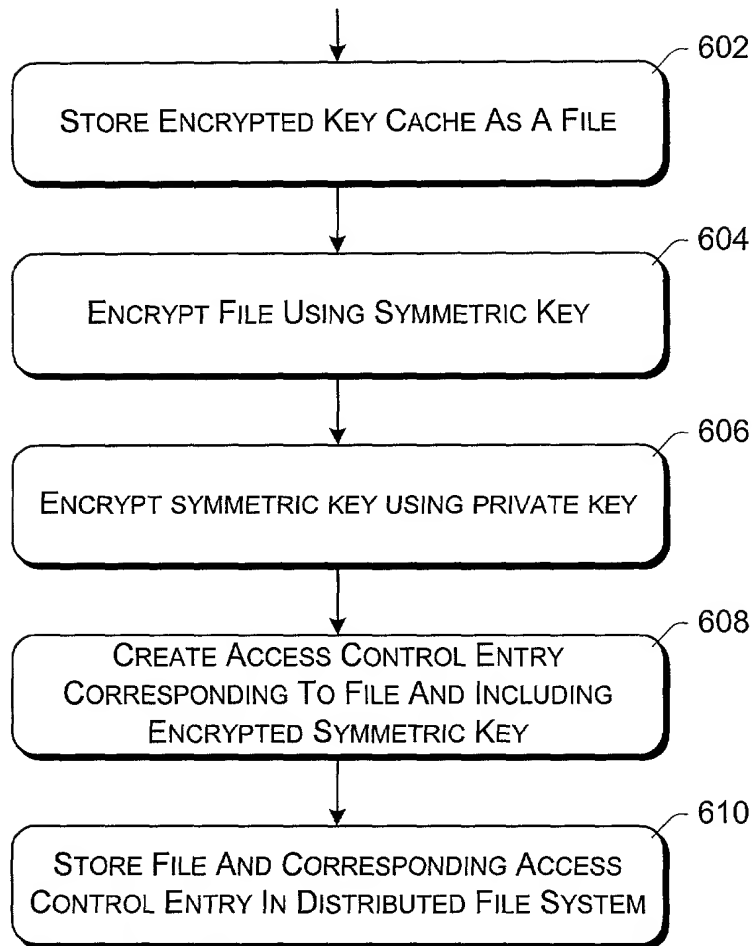 602
STORE ENCRYPTED KEY CACHE AS A FILE
604
ENCRYPT FILE USING SYMMETRIC KEY
606
ENCRYPT SYMMETRIC KEY USING PRIVATE KEY
608
CREATE ACCESS CONTROL ENTRY
CORRESPONDING TO FILE AND INCLUDING
ENCRYPTED SYMMETRIC KEY
610
STORE FILE AND CORRESPONDING ACCESS
CONTROL ENTRY IN DISTRIBUTED FILE SYSTEM